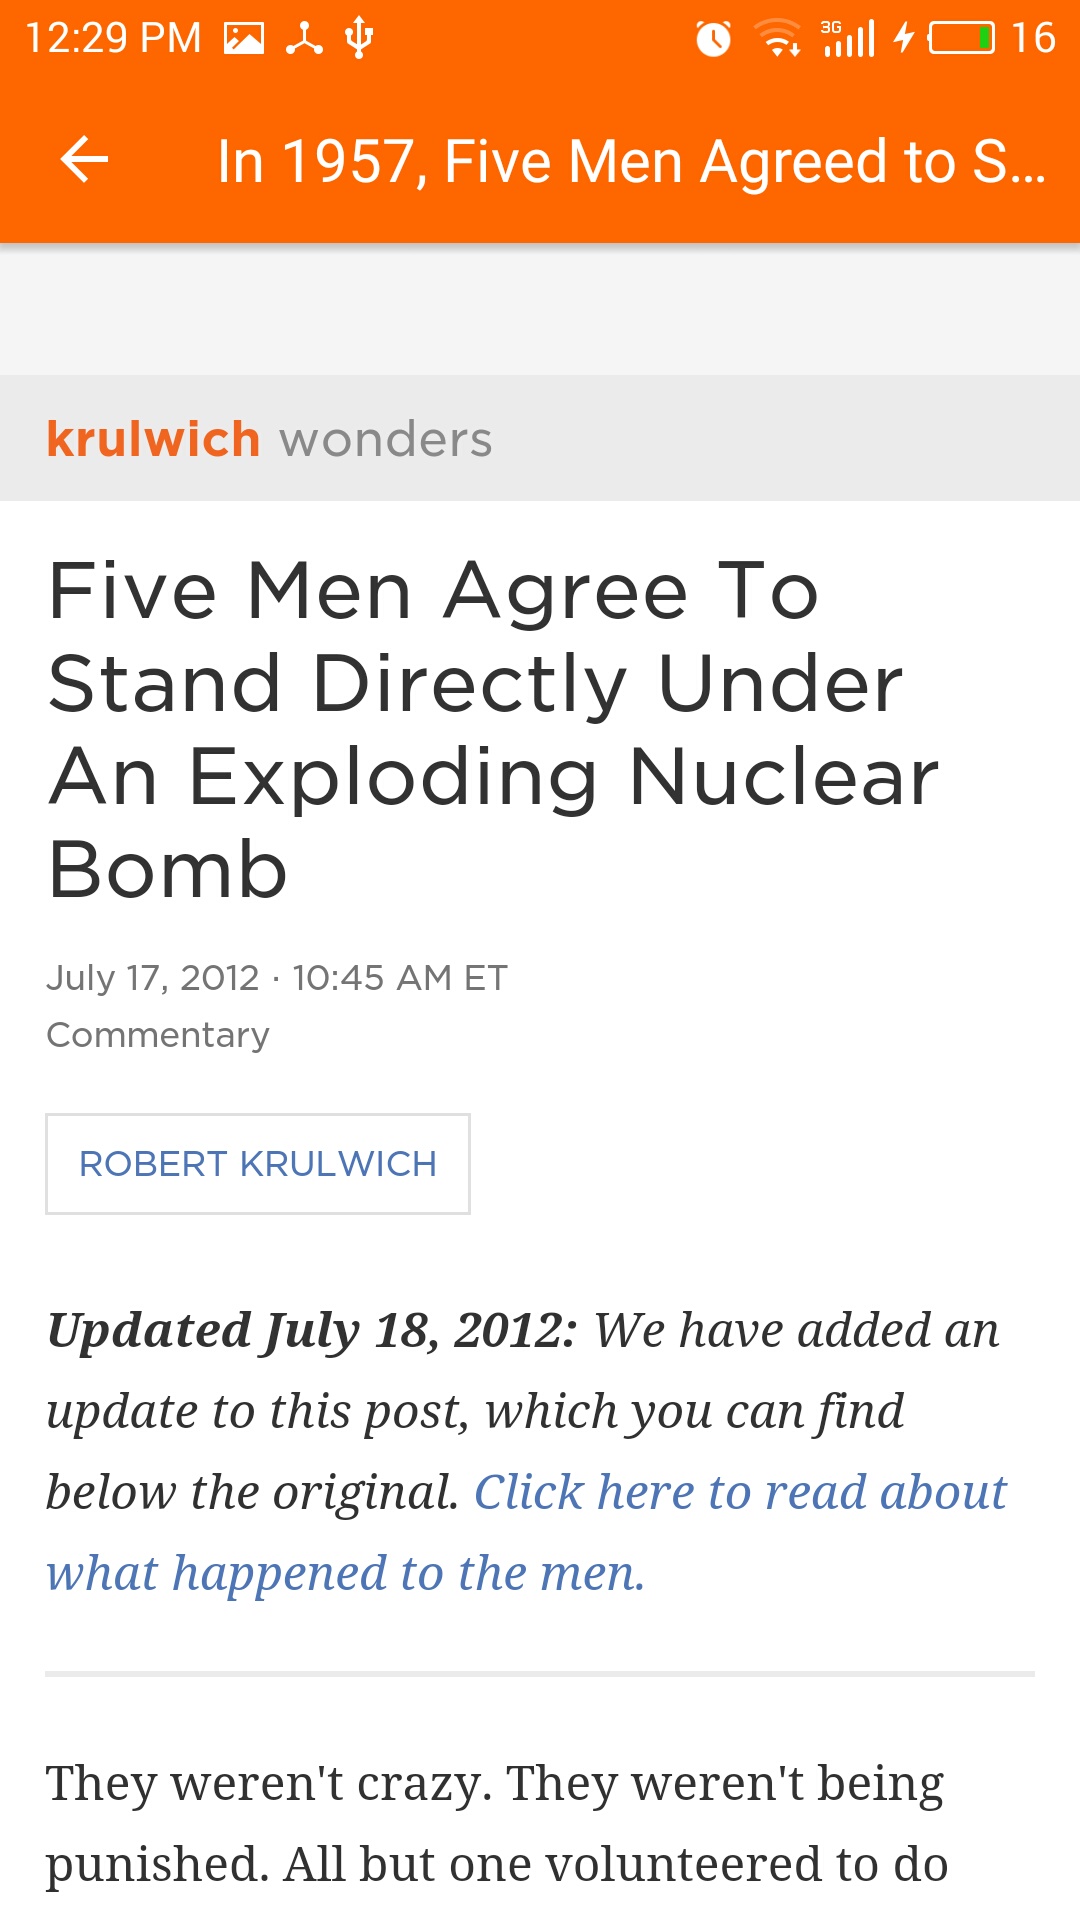 12:29 PM 3G 16
In 1957, Five Men Agreed to S...
krulwich wonders
Five Men Agree To
Stand Directly Under
An Exploding Nuclear
Bomb
July 17, 2012 · 10:45 AM ET
Commentary
ROBERT KRULWICH
Updated July 18, 2012: We have added an
update to this post, which you can find
below the original. Click here to read about
what happened to the men.
They weren't crazy. They weren't being
punished. All but one volunteered to do